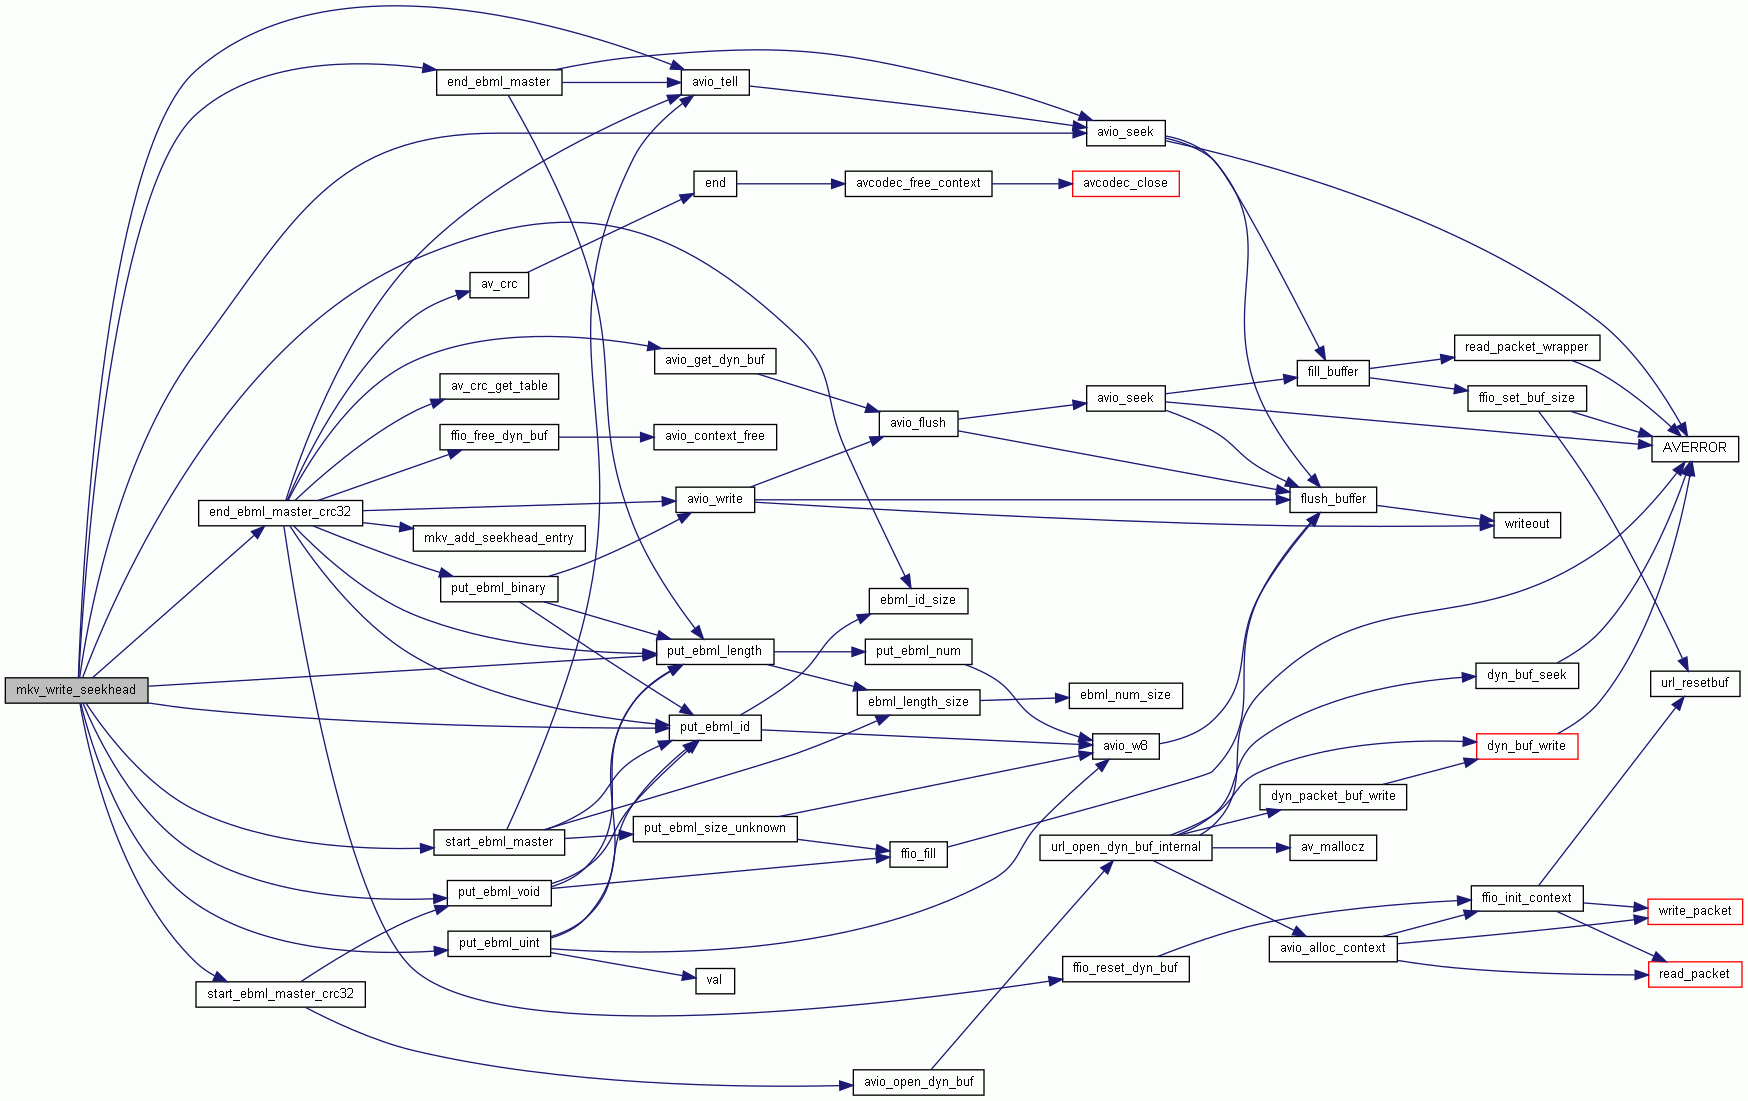 end_ebml_master
avio_tell
avio_seek
end
avcodec_free_context
avcodec_close
av_crc
read_packet_wrapper
avio_get_dyn_buf
fill_buffer
av_crc_get_table
avio_seek
ffio_set_buf_size
avio_flush
ffio_free_dyn_buf
avio_context_free
AVERROR
avio_write
flush_buffer
end_ebml_master_crc32
writeout
mkv_add_seekhead_entry
put_ebml_binary
ebml_id_size
put_ebml_length
put_ebml_num
dyn_buf_seek
url_resetbuf
mkv_write_seekhead
ebml_length_size
ebml_num_size
put_ebml_id
avio_w8
dyn_buf_write
dyn_packet_buf_write
put_ebml_size_unknown
start_ebml_master
ffio_fill
url_open_dyn_buf_internal
av_mallocz
put_ebml_void
ffio_init_context
write_packet
put_ebml_uint
avio_alloc_context
ffio_reset_dyn_buf
read_packet
val
start_ebml_master_crc32
avio_open_dyn_buf